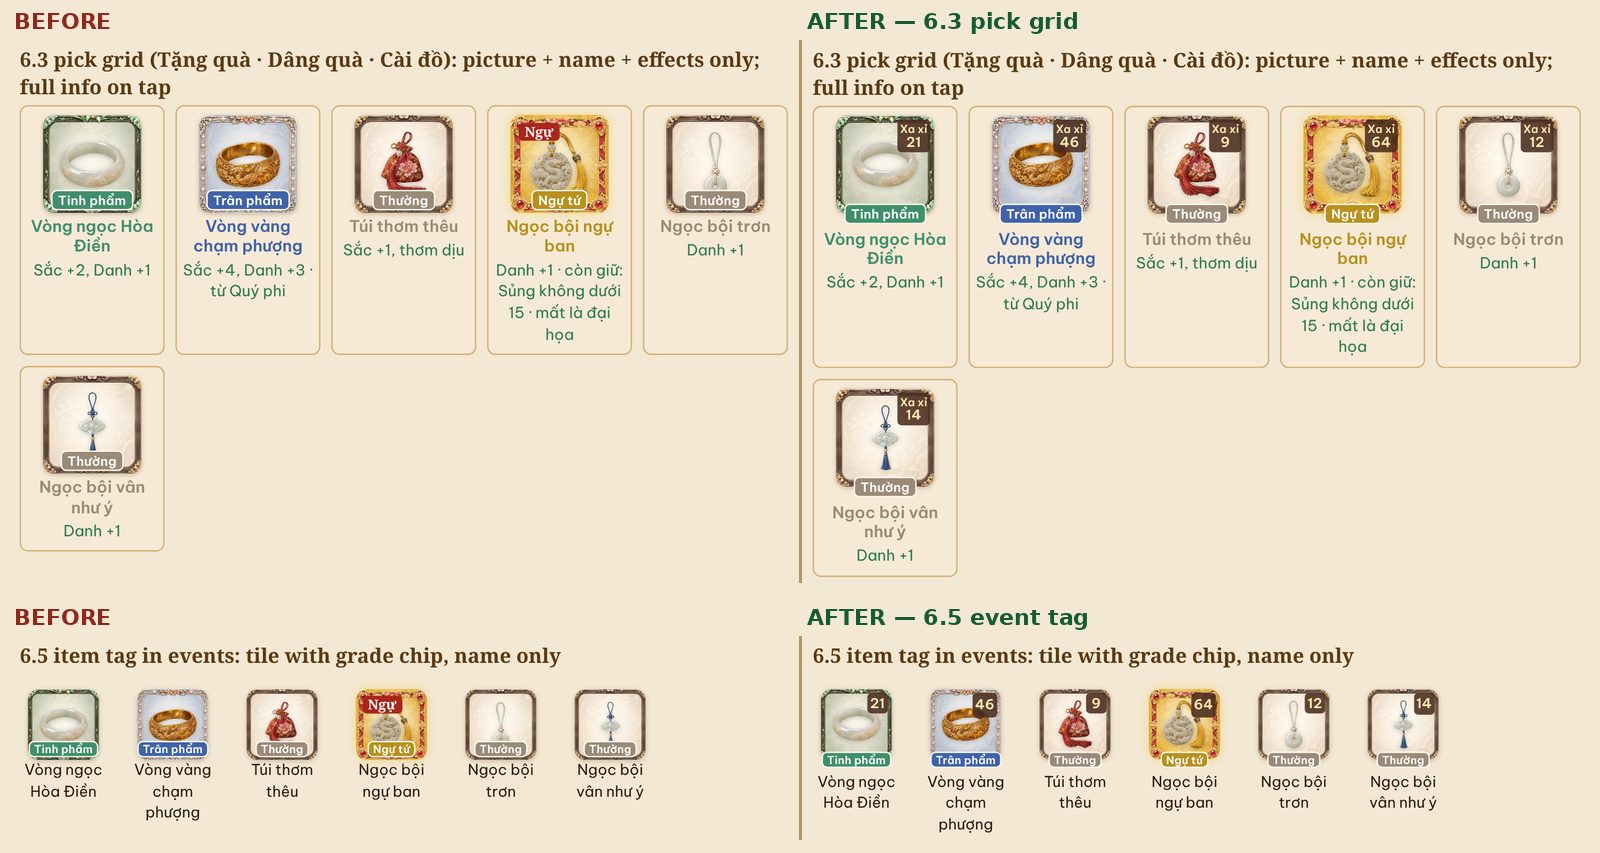 BEFORE
6.3 pick grid (Tặng quà · Dâng quà · Cài đồ): picture + name + effects only;
full info on tap
Tinh phẩm
Vòng ngọc Hòa
Điền
Sắc +2, Danh +1
Trân phẩm
Vòng vàng
chạm phượng
Sắc +4, Danh +3 ·
từ Quý phi
Thường
Túi thơm thêu
Sắc +1, thơm dịu
Ngự
Ngự tứ
Ngọc bội ngự
ban
Danh +1 · còn giữ:
Sủng không dưới
15 · mất là đại
họa
Thường
Ngọc bội trơn
Danh +1
Thường
Ngọc bội vân
như ý
Danh +1
AFTER — 6.3 pick grid
6.3 pick grid (Tặng quà · Dâng quà · Cài đồ): picture + name + effects only;
full info on tap
Xa xỉ
21
Tinh phẩm
Vòng ngọc Hòa
Điền
Sắc +2, Danh +1
Xa xỉ
46
Trân phẩm
Vòng vàng
chạm phượng
Sắc +4, Danh +3 ·
từ Quý phi
Xa xỉ
9
Thường
Túi thơm thêu
Sắc +1, thơm dịu
Xa xỉ
64
Ngự tứ
Ngọc bội ngự
ban
Danh +1 · còn giữ:
Sủng không dưới
15 · mất là đại
họa
Xa xỉ
12
Thường
Ngọc bội trơn
Danh +1
Xa xỉ
14
Thường
Ngọc bội vân
như ý
Danh +1
BEFORE
6.5 item tag in events: tile with grade chip, name only
Tinh phẩm
Vòng ngọc
Hòa Điền
Trân phẩm
Vòng vàng
chạm
phượng
Thường
Túi thơm
thêu
Ngự
Ngự tứ
Ngọc bội
ngự ban
Thường
Ngọc bội
trơn
Thường
Ngọc bội
vân như ý
AFTER — 6.5 event tag
6.5 item tag in events: tile with grade chip, name only
21
Tinh phẩm
Vòng ngọc
Hòa Điền
46
Trân phẩm
Vòng vàng
chạm
phượng
9
Thường
Túi thơm
thêu
64
Ngự tứ
Ngọc bội
ngự ban
12
Thường
Ngọc bội
trơn
14
Thường
Ngọc bội
vân như ý